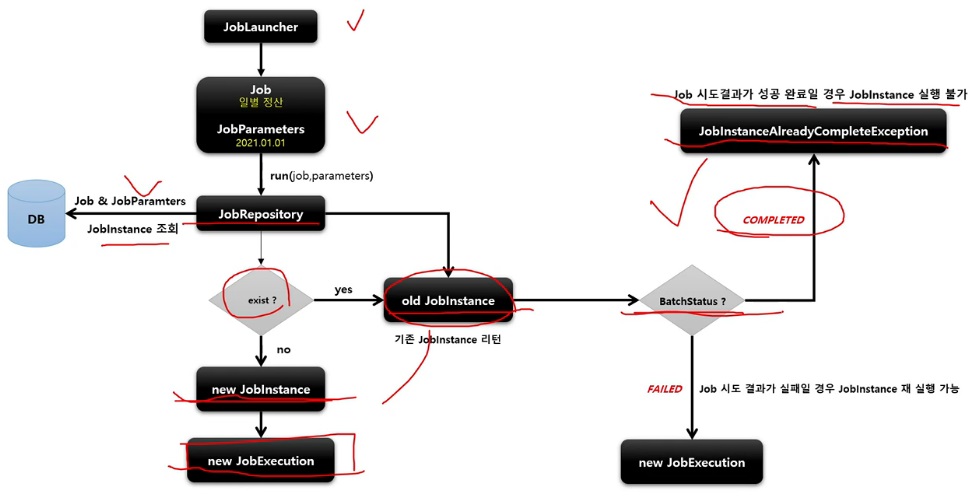 JobLauncher
Job
일별 정산
JobParameters
2021.01.01
run(job,parameters)
Job & JobParamters
DB
JobRepository
JobInstance 조회
exist ?
yes
old JobInstance
기존 JobInstance 리턴
no
new JobInstance
new JobExecution
Job 시도결과가 성공 완료일 경우 JobInstance 실행 불가
JobInstanceAlreadyCompleteException
COMPLETED
BatchStatus ?
FAILED Job 시도 결과가 실패일 경우 JobInstance 재 실행 가능
new JobExecution